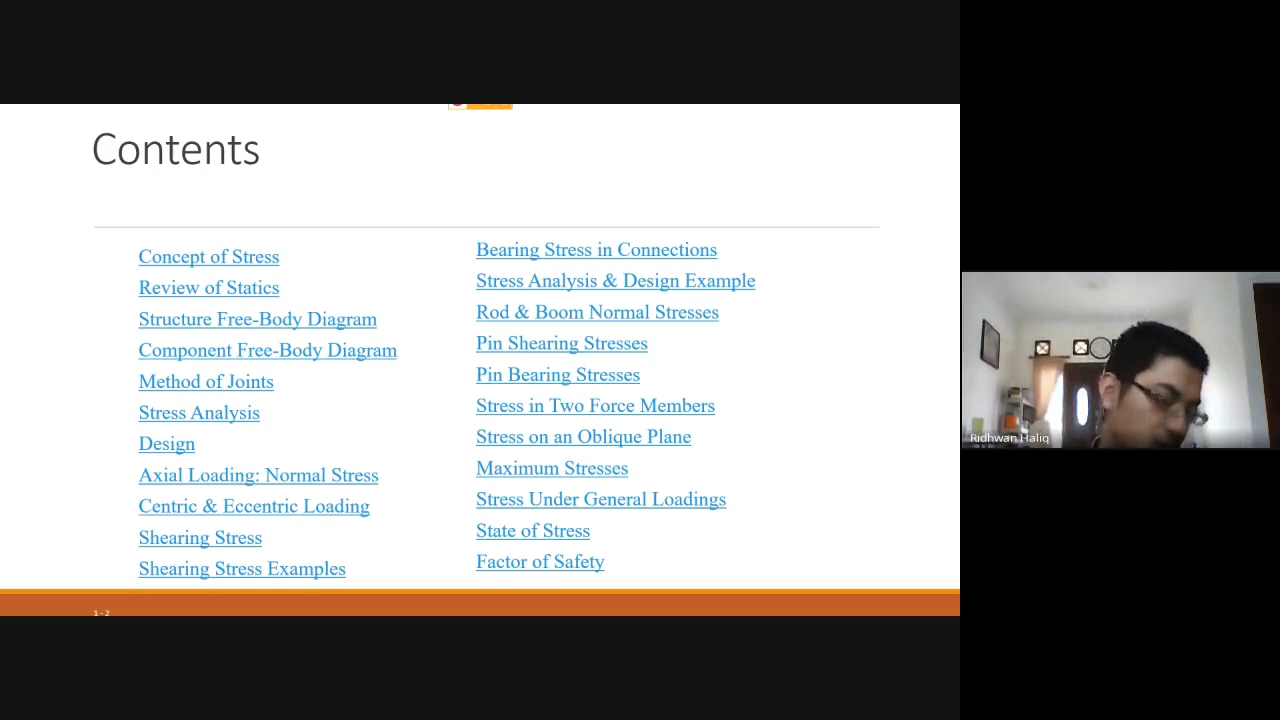 Contents
Concept of Stress
Review of Statics
Structure Free-Body Diagram
Component Free-Body Diagram
Method of Joints
Stress Analysis
Design
Axial Loading: Normal Stress
Centric & Eccentric Loading
Shearing Stress
Shearing Stress Examples
Bearing Stress in Connections
Stress Analysis & Design Example
Rod & Boom Normal Stresses
Pin Shearing Stresses
Pin Bearing Stresses
Stress in Two Force Members
Stress on an Oblique Plane
Maximum Stresses
Stress Under General Loadings
State of Stress
Factor of Safety
1 - 2
Ridhwan Haliq